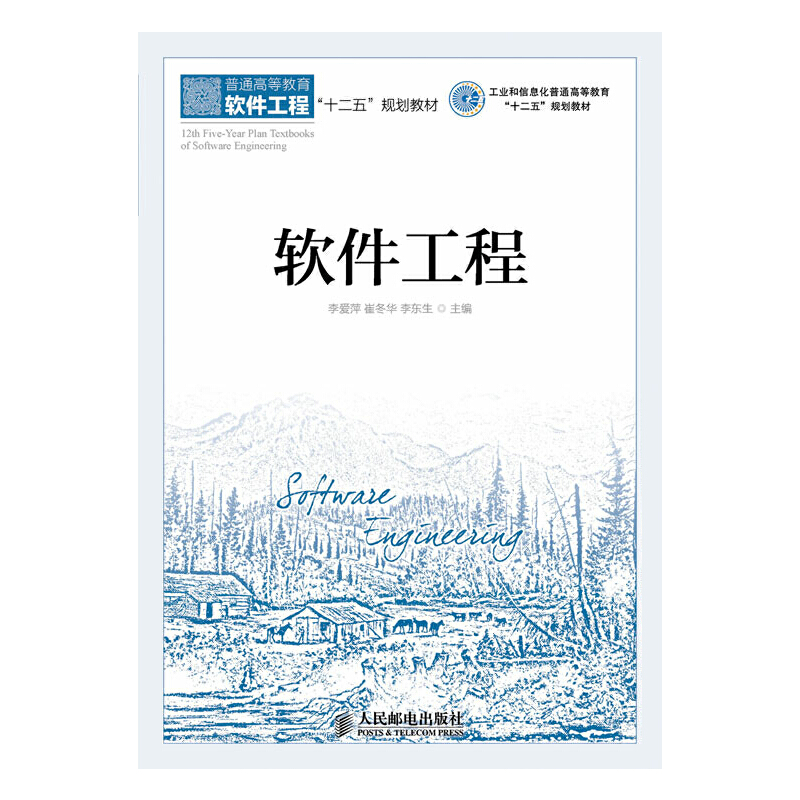 普通高等教育
软件工程 “十二五” 规划教材
12th Five-Year Plan Textbooks
of Software Engineering
工业和信息化普通高等教育
“十二五” 规划教材
软件工程
李爱萍 崔冬华 李东生 ◎ 主编
Software
Engineering
人民邮电出版社
POSTS & TELECOM PRESS